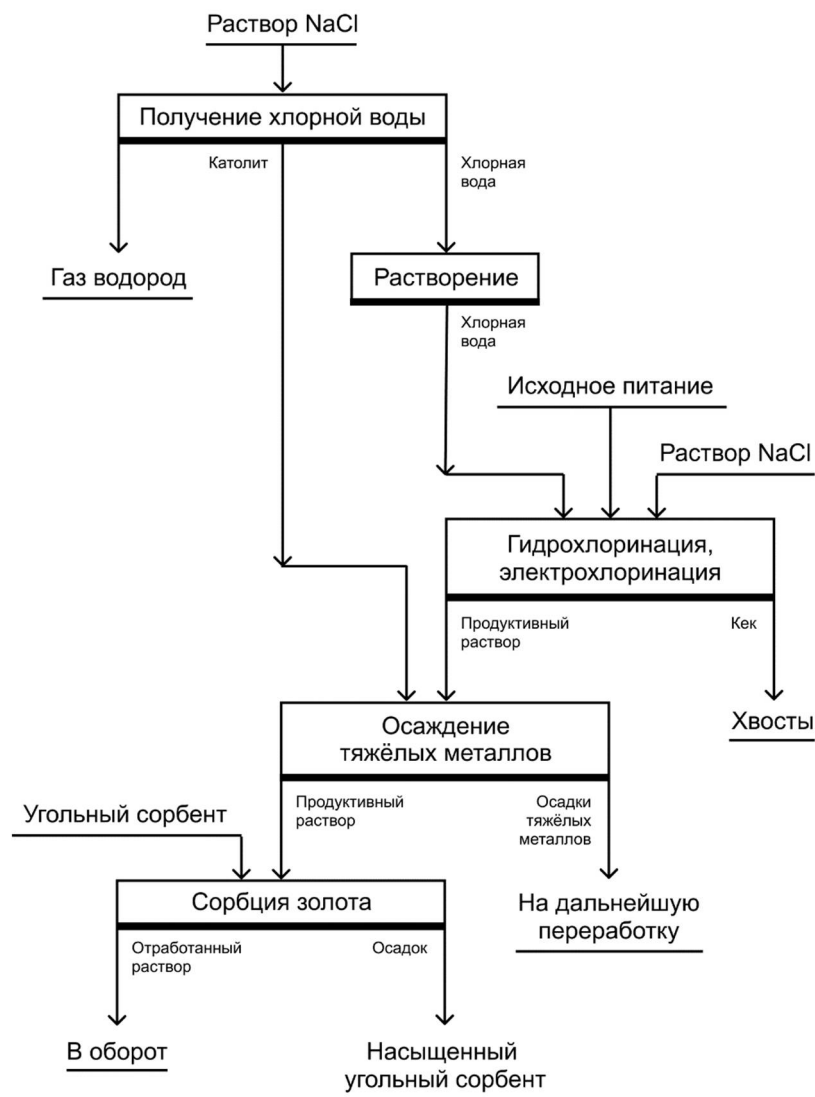 Раствор NaCl
Получение хлорной воды
Католит
Хлорная
вода
Газ водород
Растворение
Хлорная
вода
Исходное питание
Раствор NaCl
Гидрохлоринация,
электрохлоринация
Продуктивный
раствор
Кек
Хвосты
Осаждение
тяжёлых металлов
Продуктивный
раствор
Осадки
тяжёлых
металлов
Угольный сорбент
Сорбция золота
На дальнейшую
переработку
Отработанный
раствор
Осадок
В оборот
Насыщенный
угольный сорбент